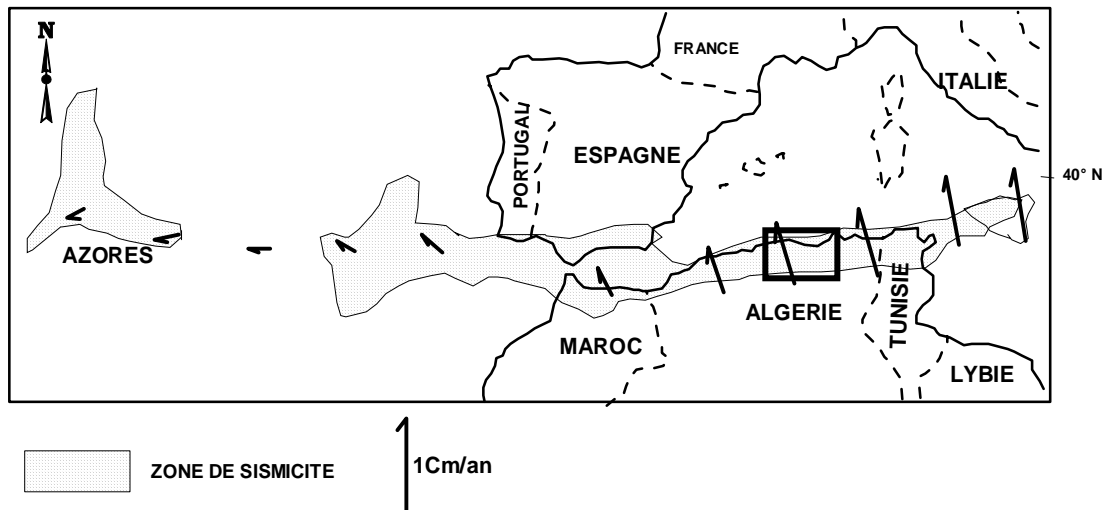 N
FRANCE
ITALIE
PORTUGAL
ESPAGNE
40° N
AZORES
ALGERIE
TUNISIE
MAROC
LYBIE
ZONE DE SISMICITE
1Cm/an